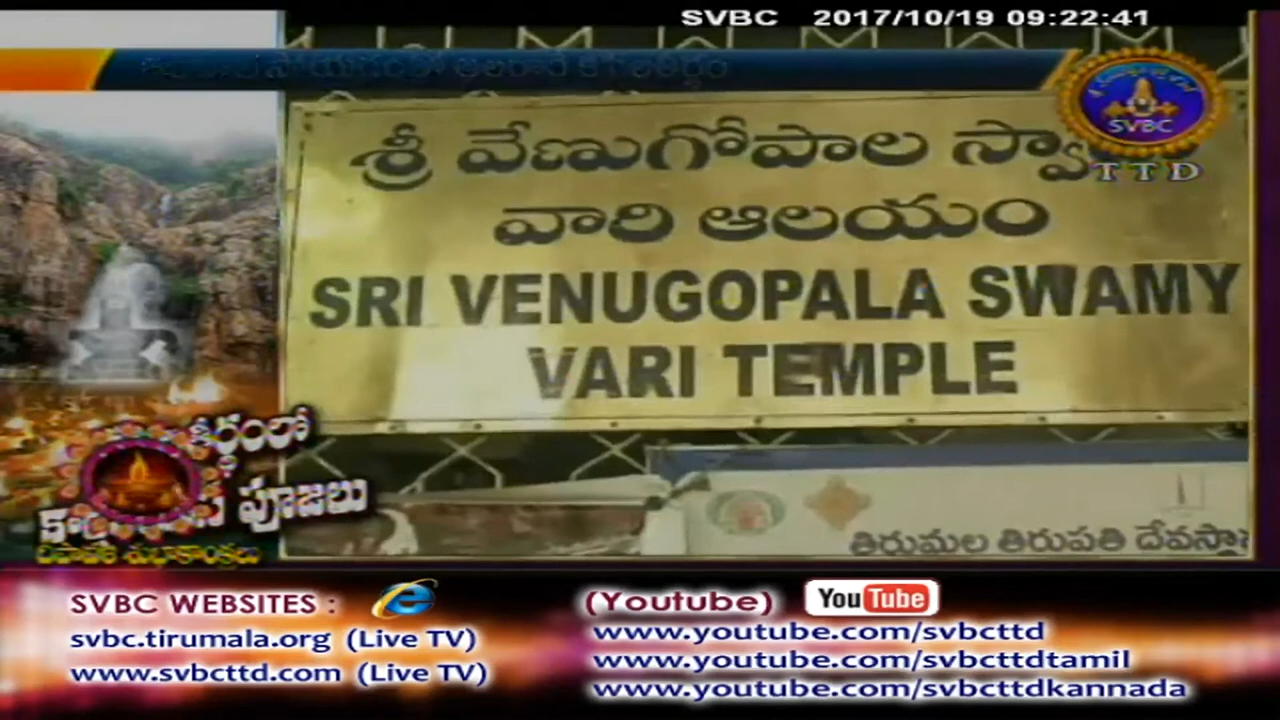 SVBC 2017/10/19 09:22:41
SVBC
TTD
శ్రీ వేణుగోపాల
వారి ఆలయం
SRI VENUGOPALA SWAMY
VARI TEMPLE
పూజలు
దీపావళి శుభాకాంక్షలు
తిరుమల తిరుపతి
SVBC WEBSITES :
svbc.tirumala.org (Live TV)
www.svbcttd.com (Live TV)
(Youtube) YouTube
www.youtube.com/svbcttd
www.youtube.com/svbcttdtamil
www.youtube.com/svbcttdkannada